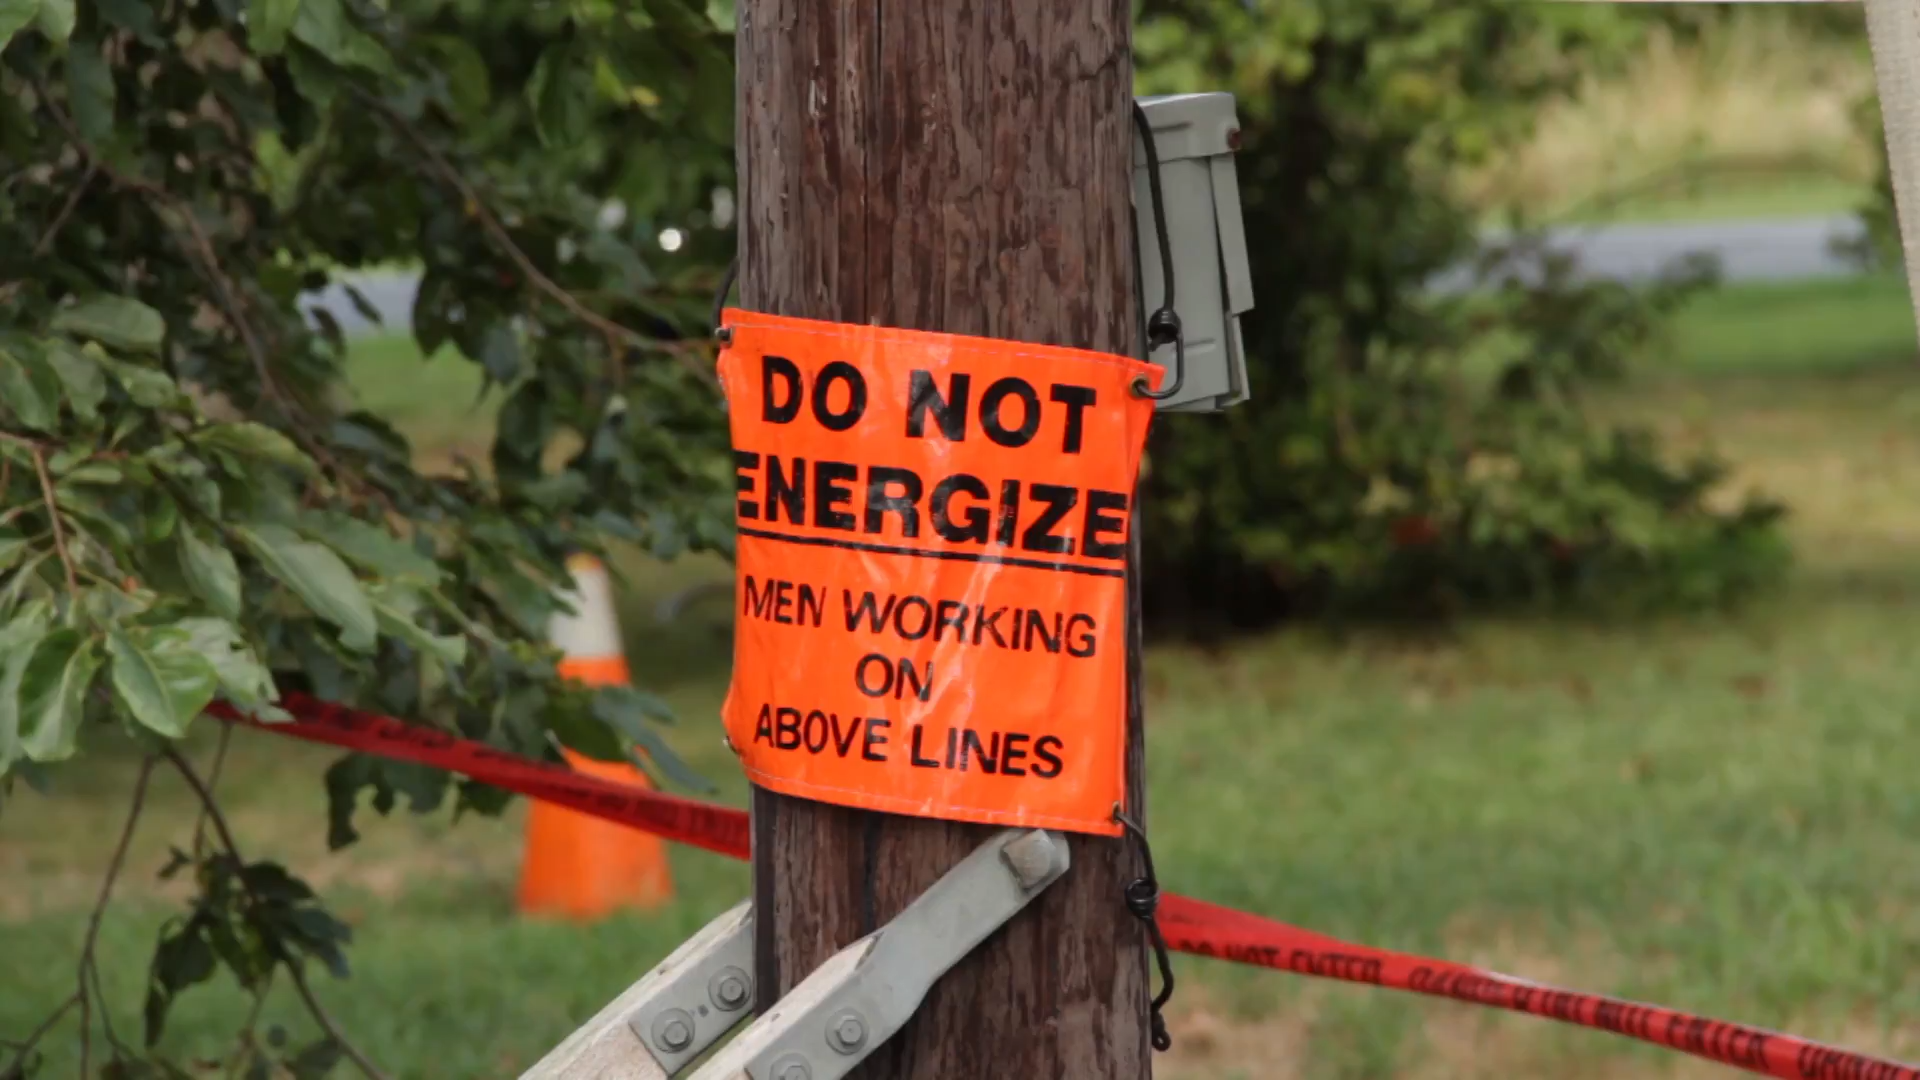 DO NOT
ENERGIZE
MEN WORKING
ON
ABOVE LINES
DO NOT ENTER